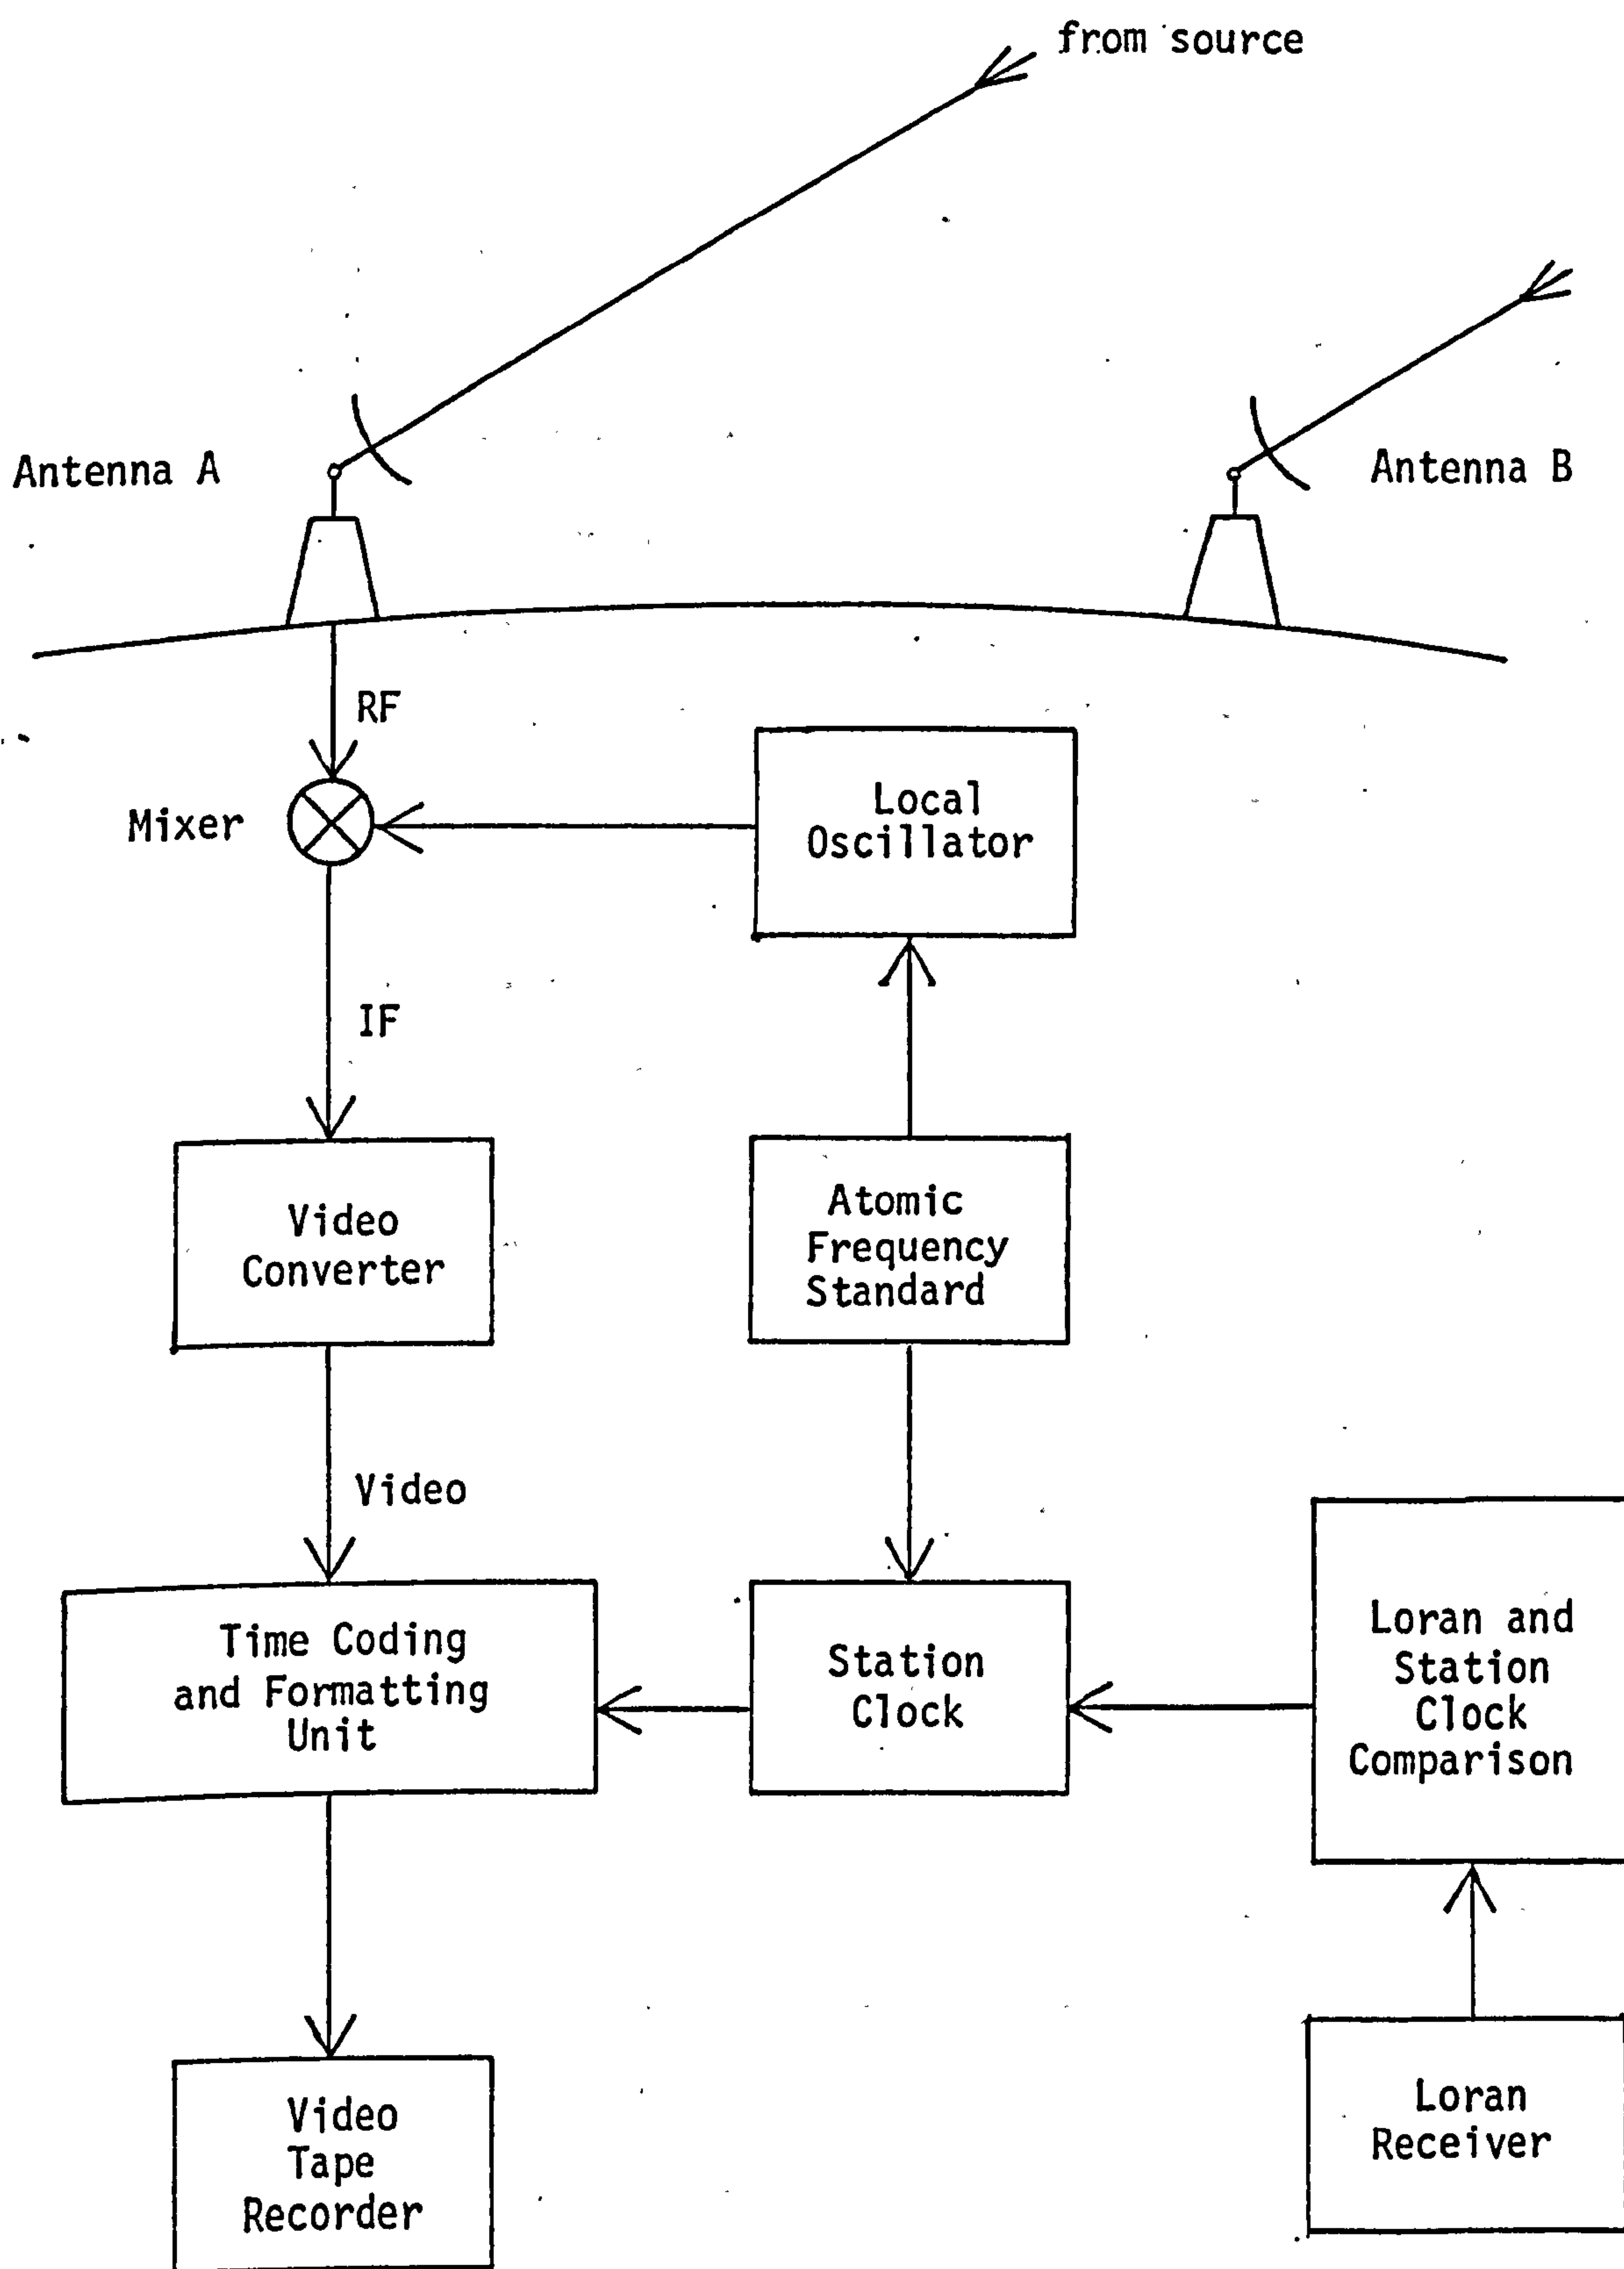 from source
Antenna A
Antenna B
RF
Mixer
Local
Oscillator
IF
Video
Converter
Atomic
Frequency
Standard
Video
Time Coding
and Formatting
Unit
Station
Clock
Loran and
Station
Clock
Comparison
Video
Tape
Recorder
Loran
Receiver